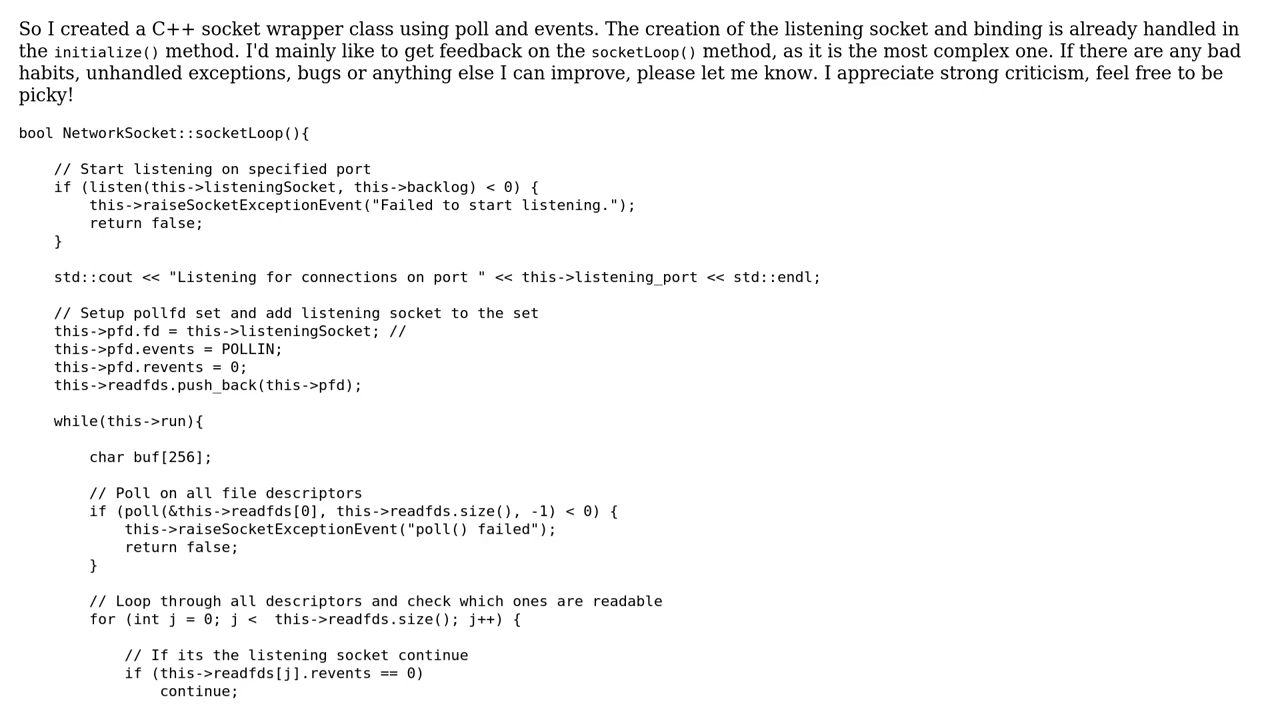 So I created a C++ socket wrapper class using poll and events. The creation of the listening socket and binding is already handled in
the initialize() method. I'd mainly like to get feedback on the socketLoop() method, as it is the most complex one. If there are any bad
habits, unhandled exceptions, bugs or anything else I can improve, please let me know. I appreciate strong criticism, feel free to be
picky!
bool NetworkSocket::socketLoop(){
    // Start listening on specified port
    if (listen(this->listeningSocket, this->backlog) < 0) {
        this->raiseSocketExceptionEvent("Failed to start listening.");
        return false;
    }
    std::cout << "Listening for connections on port " << this->listening_port << std::endl;
    // Setup pollfd set and add listening socket to the set
    this->pfd.fd = this->listeningSocket; //
    this->pfd.events = POLLIN;
    this->pfd.revents = 0;
    this->readfds.push_back(this->pfd);
    while(this->run){
        char buf[256];
        // Poll on all file descriptors
        if (poll(&this->readfds[0], this->readfds.size(), -1) < 0) {
            this->raiseSocketExceptionEvent("poll() failed");
            return false;
        }
        // Loop through all descriptors and check which ones are readable
        for (int j = 0; j <  this->readfds.size(); j++) {
            // If its the listening socket continue
            if (this->readfds[j].revents == 0)
                continue;